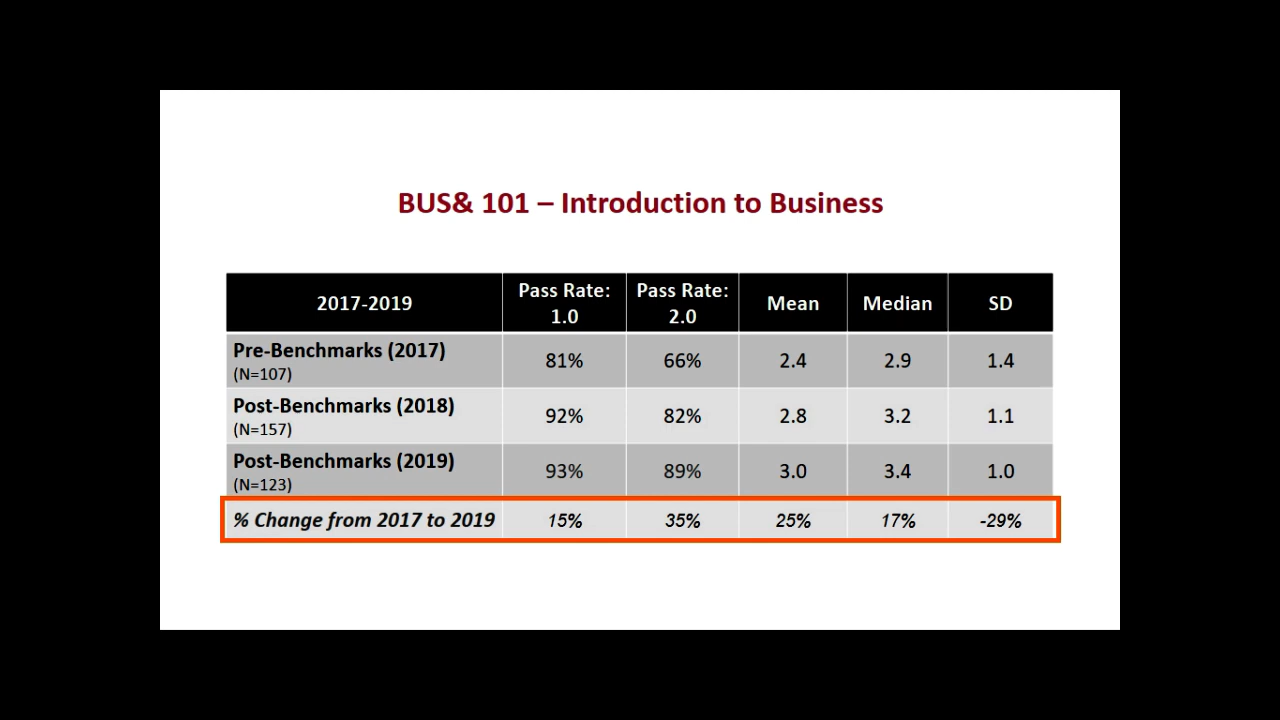 BUS& 101 – Introduction to Business
2017-2019 Pass Rate: 1.0 Pass Rate: 2.0 Mean Median SD
Pre-Benchmarks (2017) 81% 66% 2.4 2.9 1.4
(N=107)
Post-Benchmarks (2018) 92% 82% 2.8 3.2 1.1
(N=157)
Post-Benchmarks (2019) 93% 89% 3.0 3.4 1.0
(N=123)
% Change from 2017 to 2019 15% 35% 25% 17% -29%